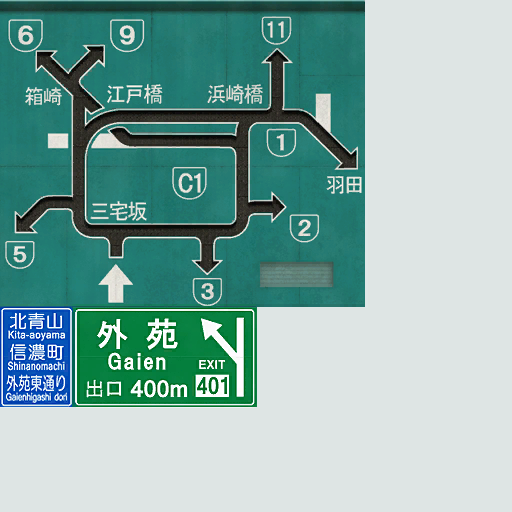 6
9
11
箱崎
江戸橋
浜崎橋
1
羽田
C1
三宅坂
2
5
3
北青山
Kita-aoyama
信濃町
Shinanomachi
外苑東通り
Gaienhigashi dori
外苑
Gaien
EXIT
出口 400m 401